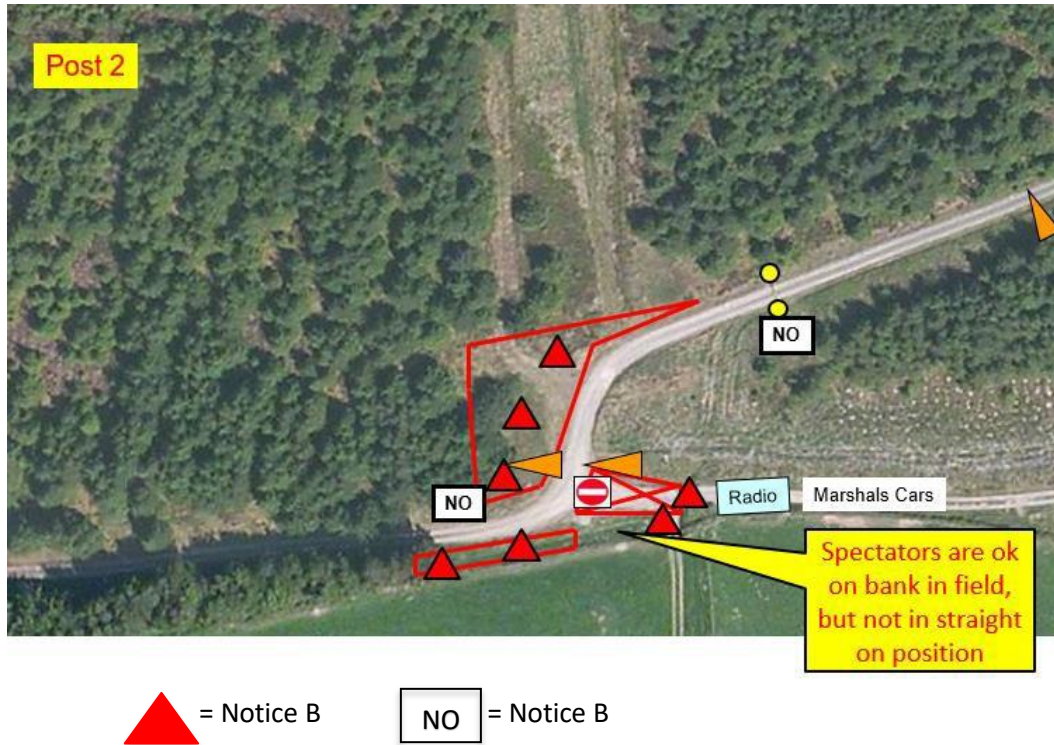 Post 2
NO
NO
Radio
Marshals Cars
Spectators are ok
on bank in field,
but not in straight
on position
= Notice B
NO
= Notice B